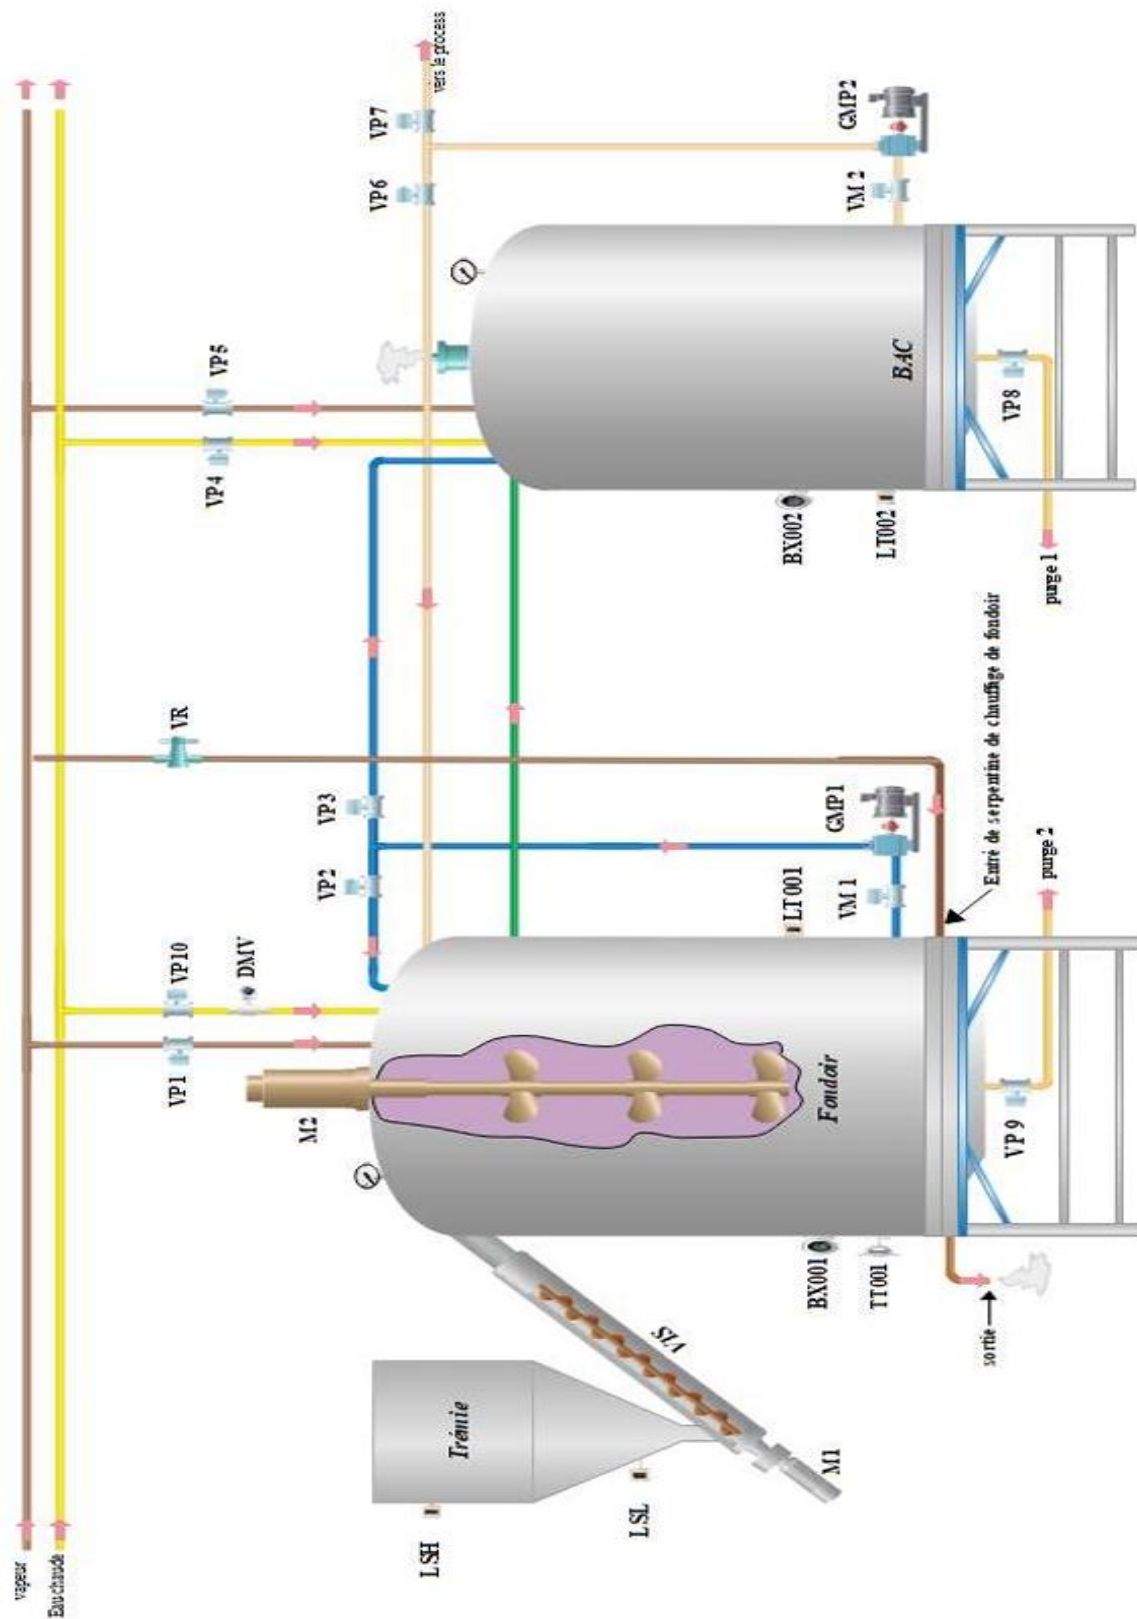 vapeur
Eau chaude
VP1
VP10
DMV
M2
VP2
VP3
VR
VP4
VP5
VP6
VP7
vers le process
LSH
Trémie
LSL
VIS
M1
BX001
TT001
sortie
Fondoir
VP9
purge 2
LT001
VM 1
GMP1
Entré de serpentine de chauffage de fondoir
BX002
LT002
purge 1
BAC
VP8
VM 2
GMP2